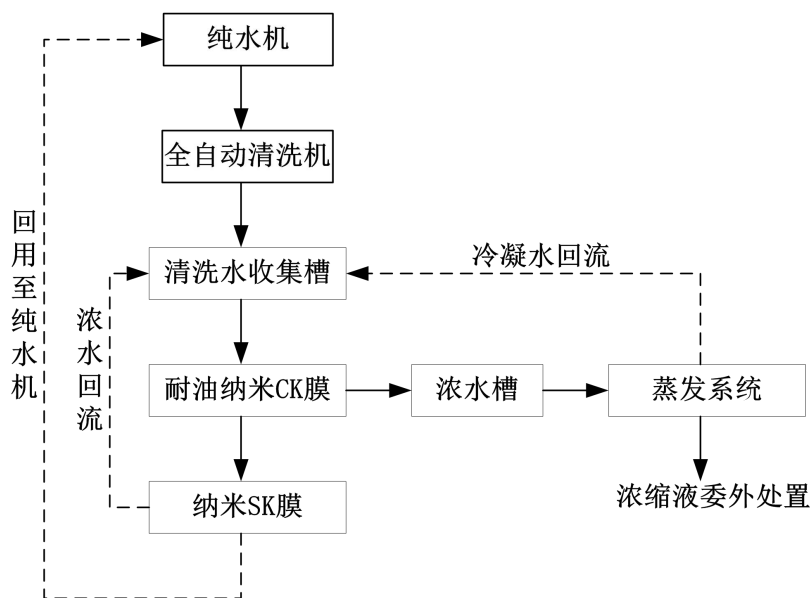 纯水机
全自动清洗机
回用至纯水机
冷凝水回流
清洗水收集槽
浓水回流
耐油纳米CK膜
浓水槽
蒸发系统
纳米SK膜
浓缩液委外处置